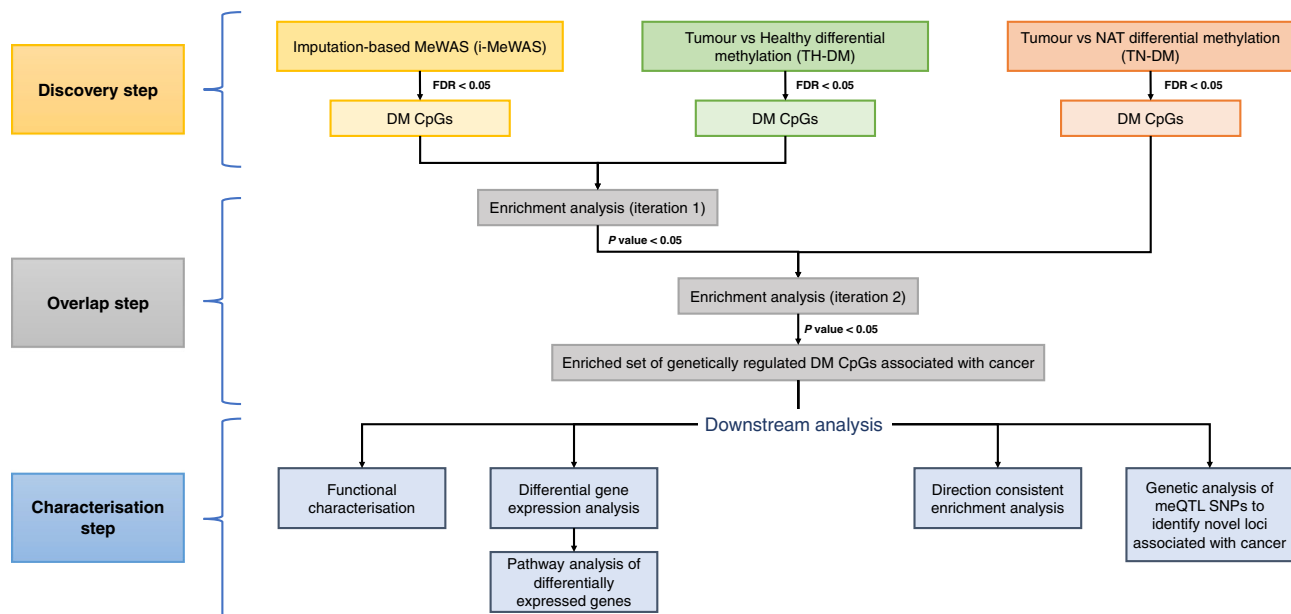 Discovery step
Imputation-based MeWAS (i-MeWAS)
Tumour vs Healthy differential
methylation (TH-DM)
Tumour vs NAT differential methylation
(TN-DM)
FDR < 0.05
FDR < 0.05
FDR < 0.05
DM CpGs
DM CpGs
DM CpGs
Overlap step
Enrichment analysis (iteration 1)
P value < 0.05
Enrichment analysis (iteration 2)
P value < 0.05
Enriched set of genetically regulated DM CpGs associated with cancer
Characterisation
step
Downstream analysis
Functional
characterisation
Differential gene
expression analysis
Pathway analysis of
differentially
expressed genes
Direction consistent
enrichment analysis
Genetic analysis of
meQTL SNPs to
identify novel loci
associated with cancer